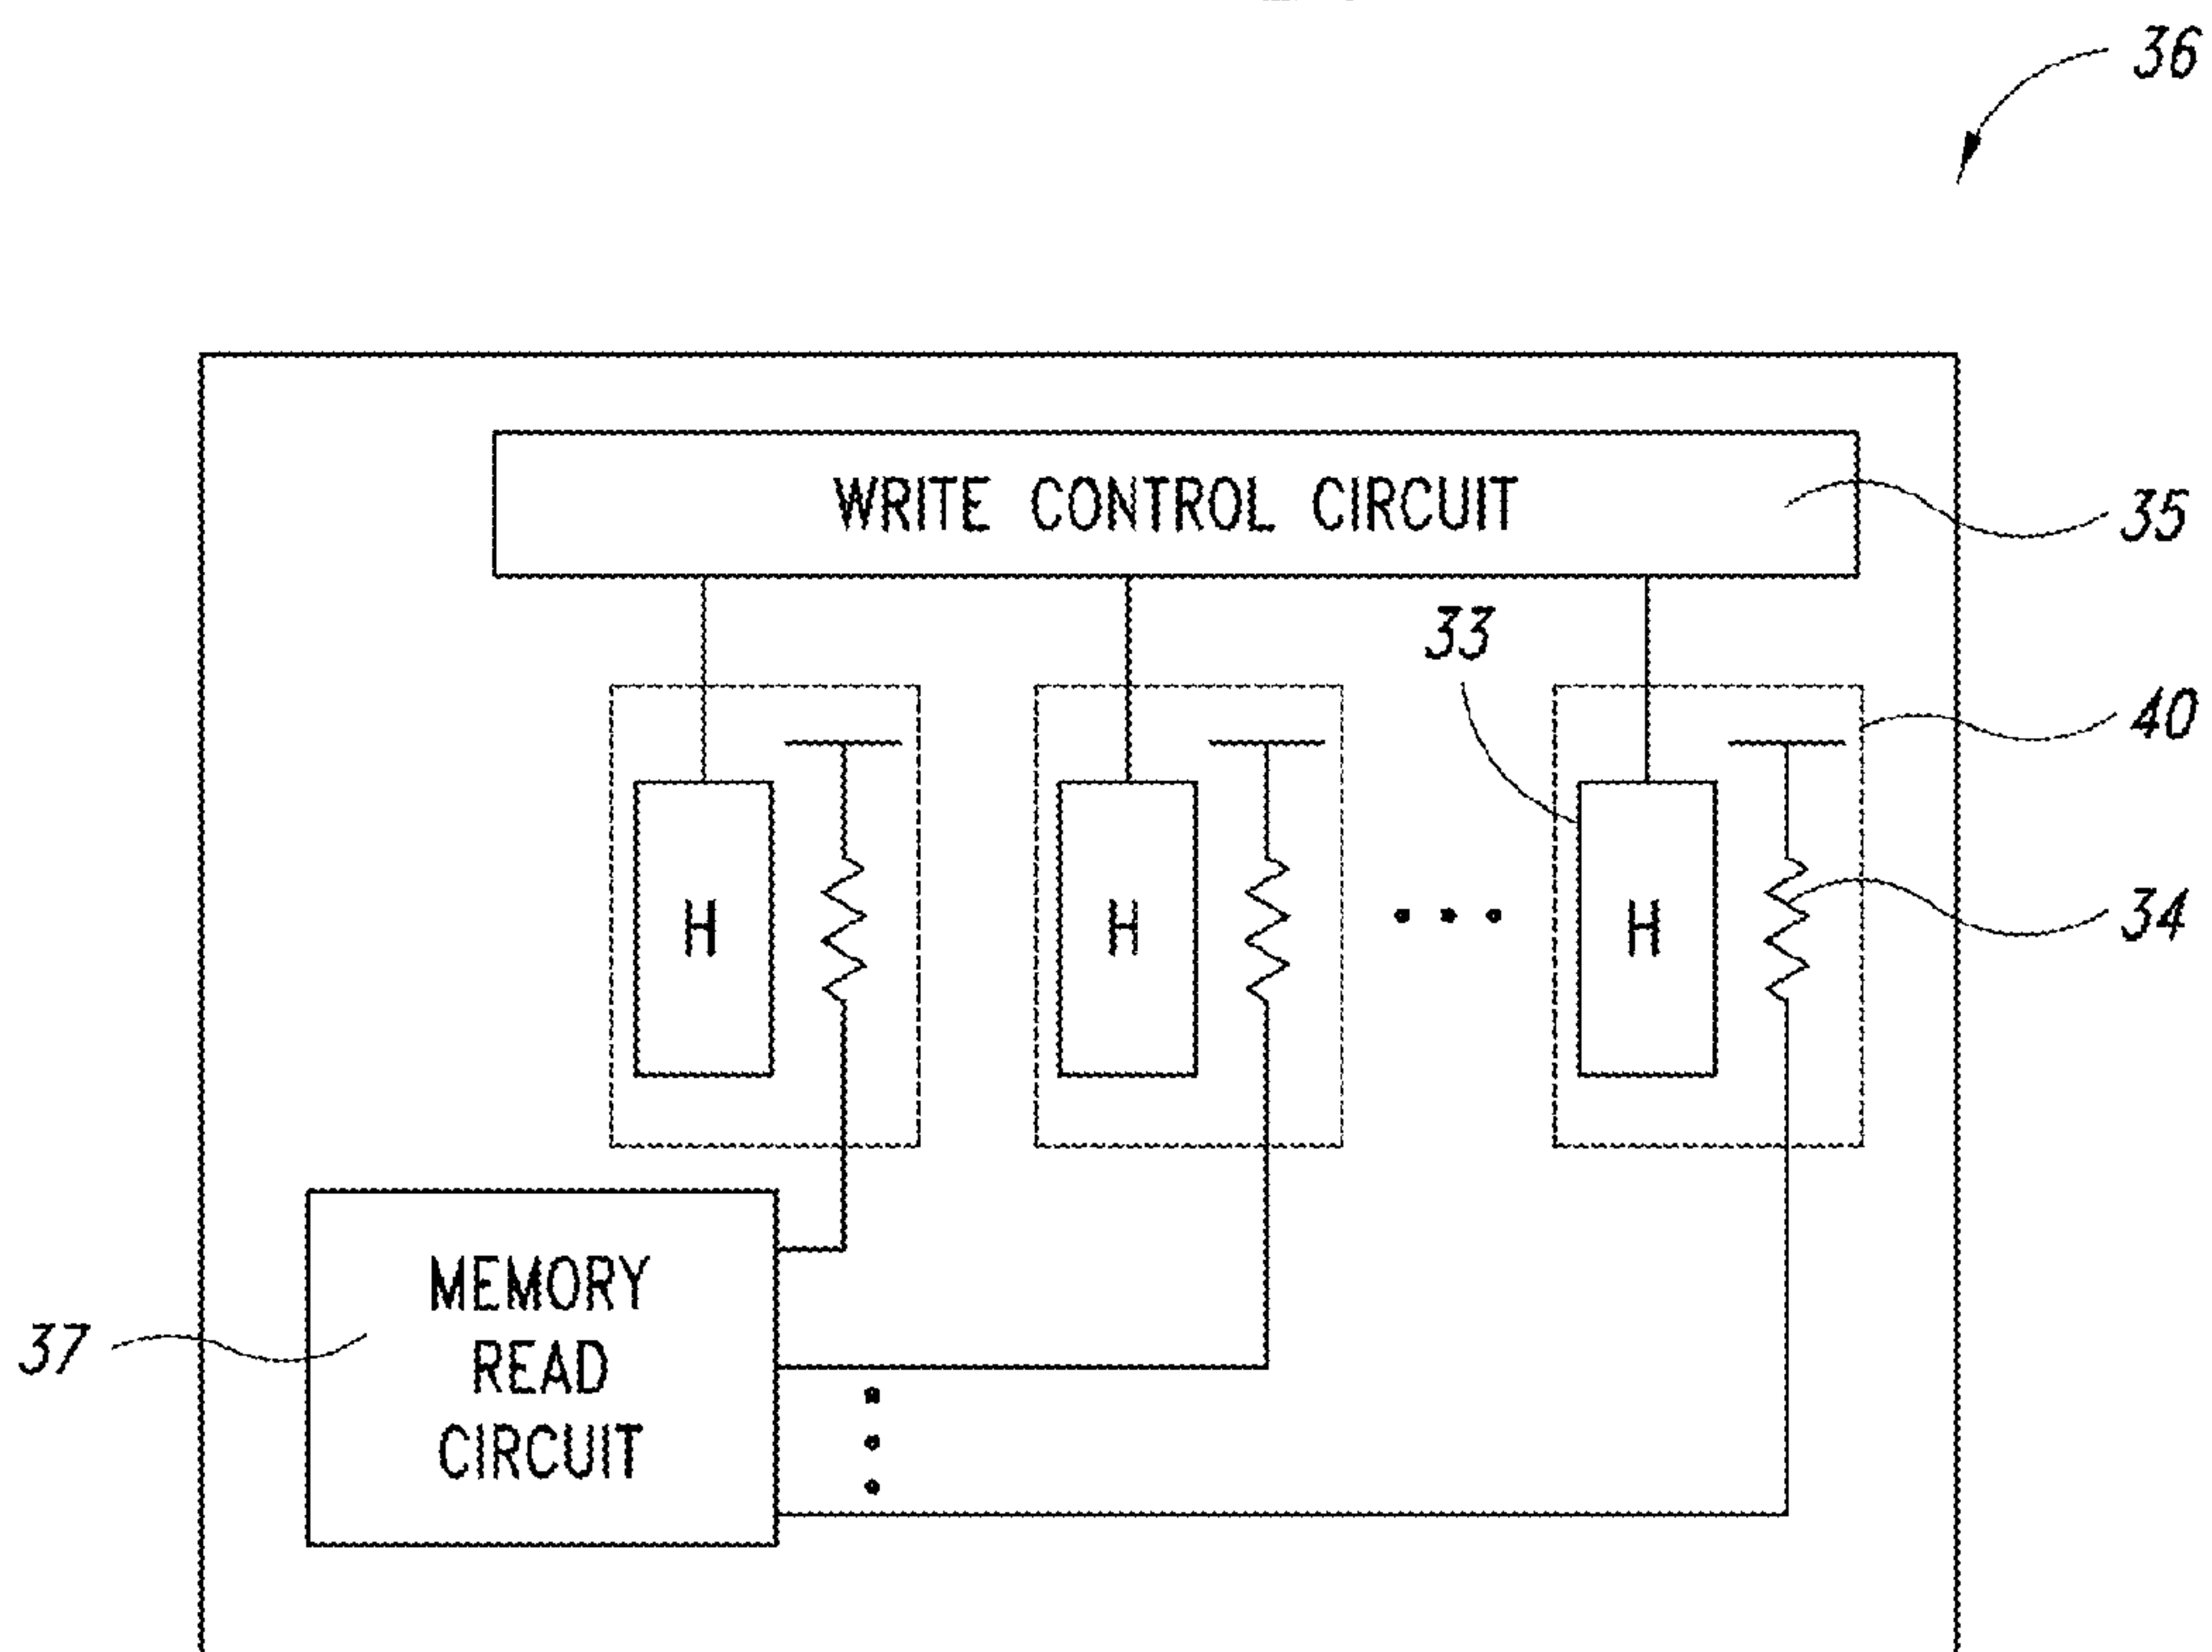 36
WRITE CONTROL CIRCUIT
35
33
40
H
H
H
34
MEMORY
READ
CIRCUIT
37